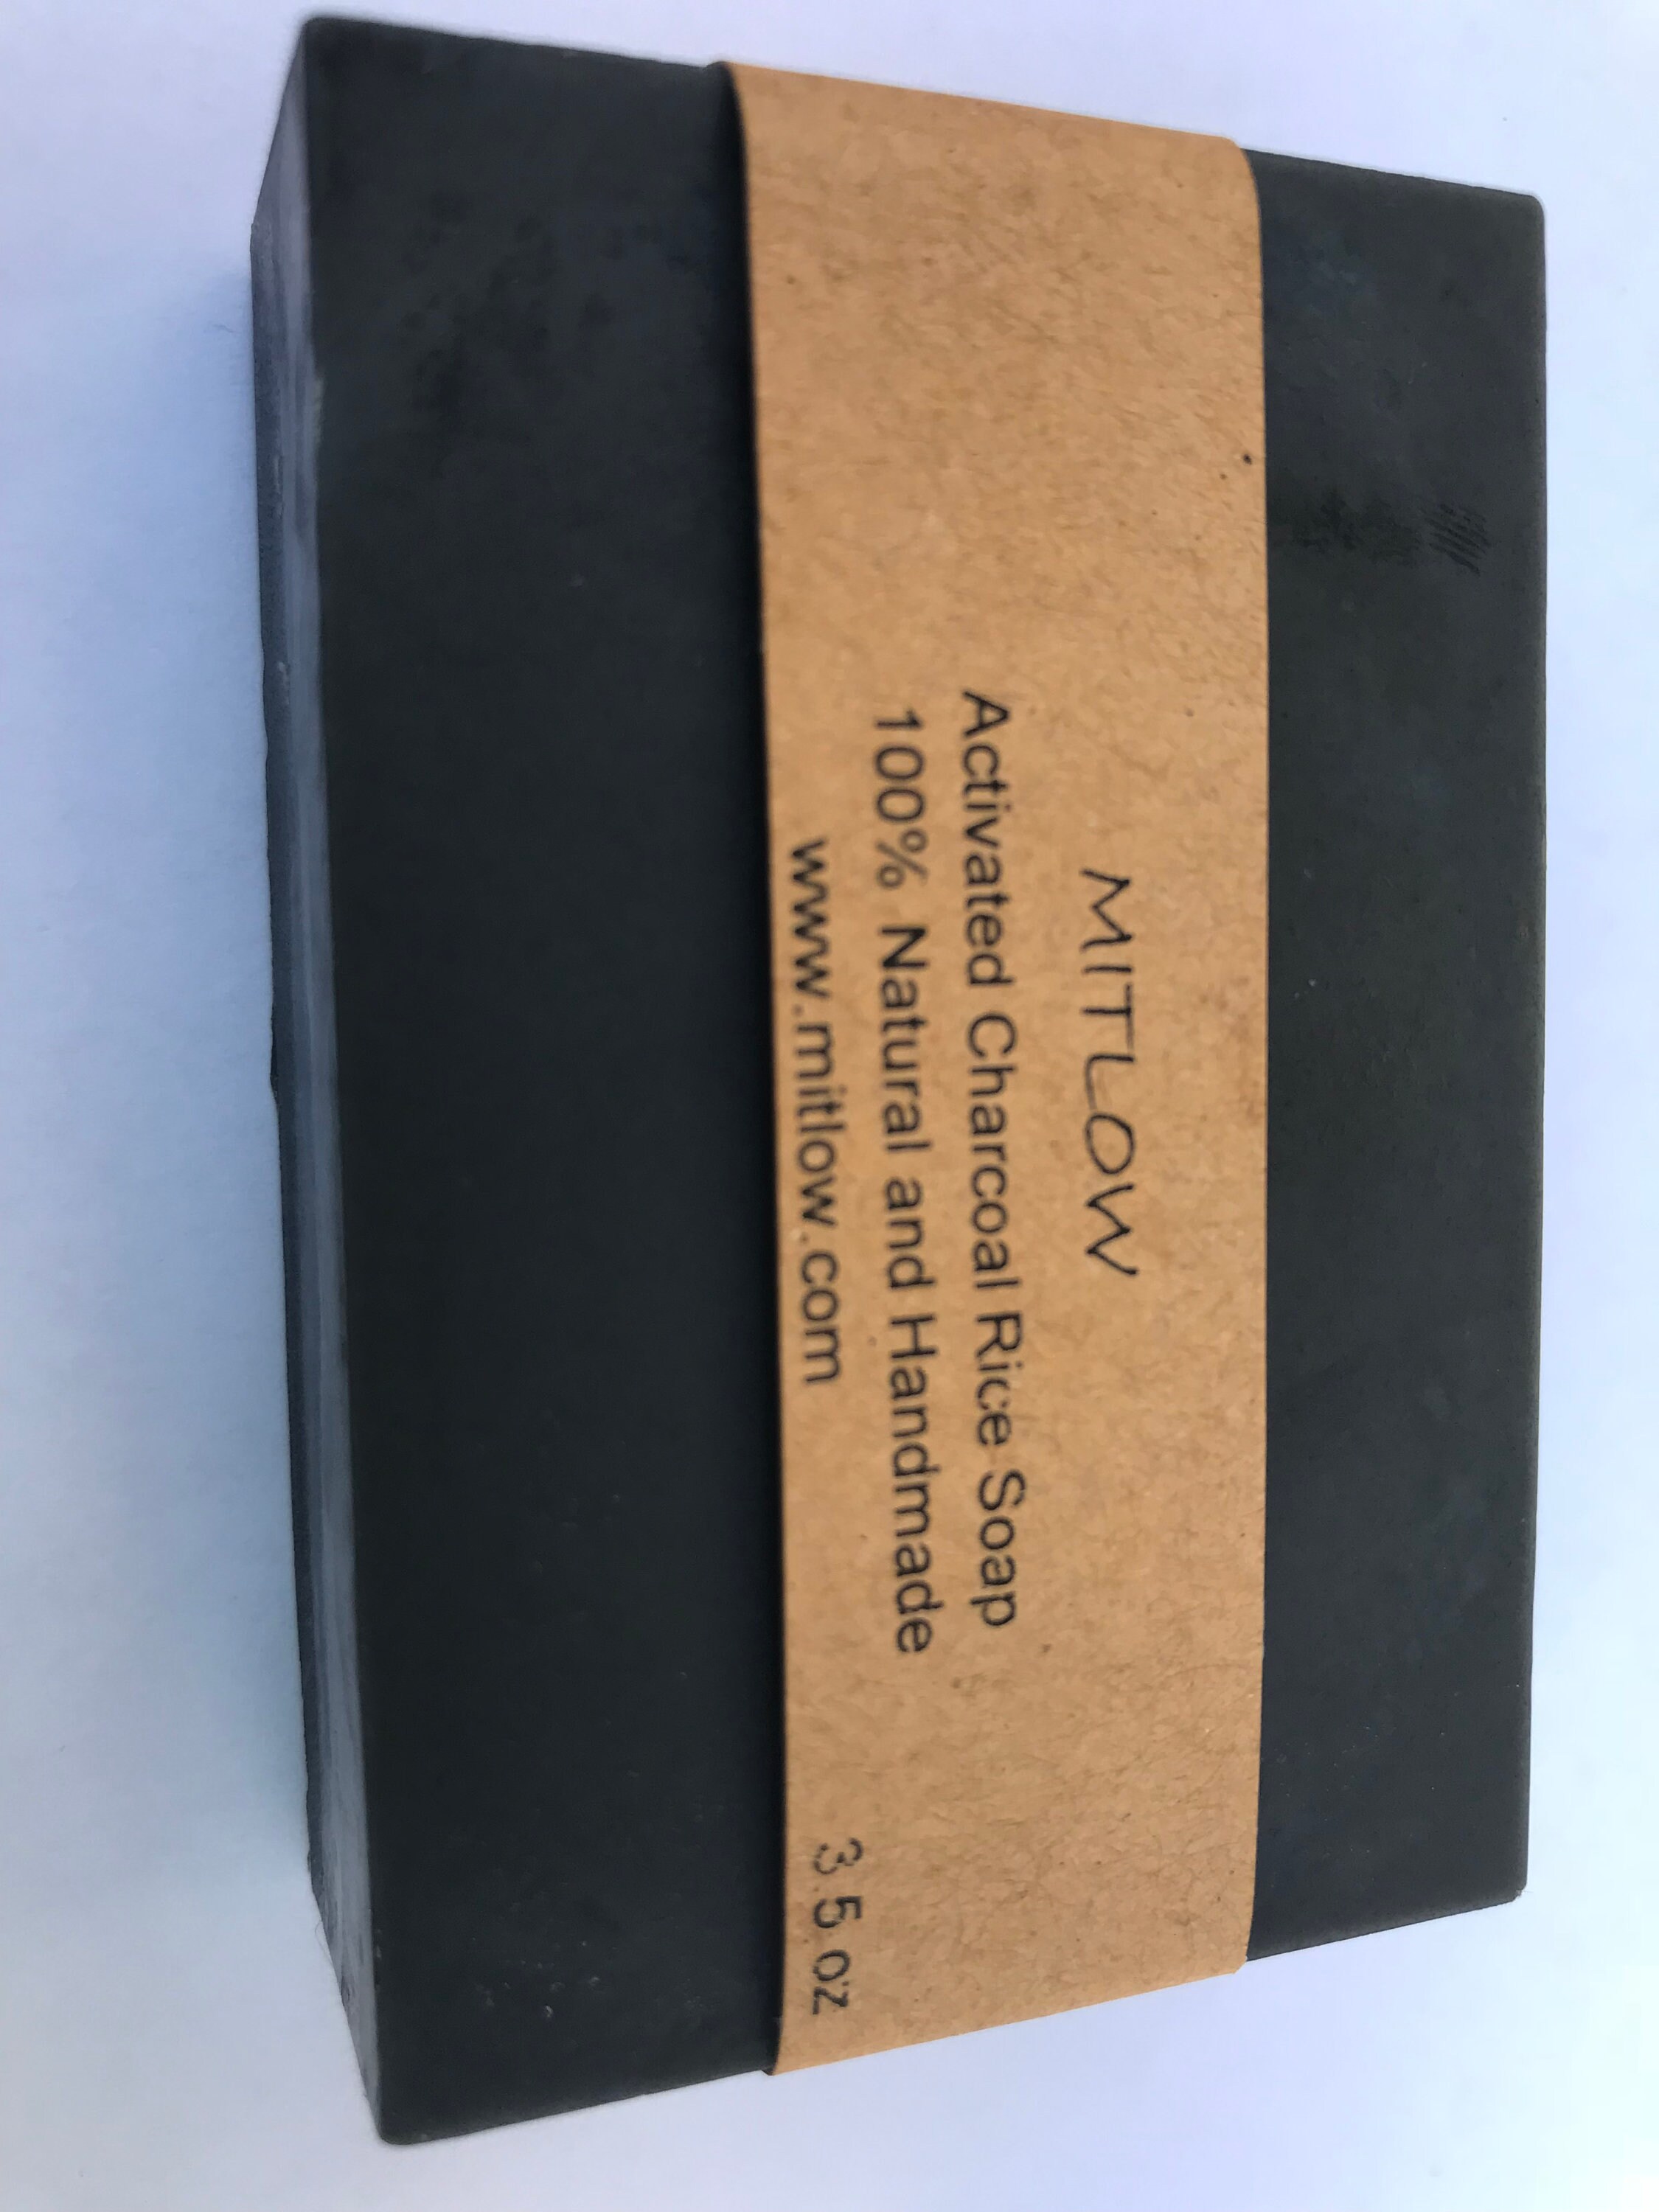 MITLOW
Activated Charcoal Rice Soap
100% Natural and Handmade
www.mitlow.com
3.5 oz